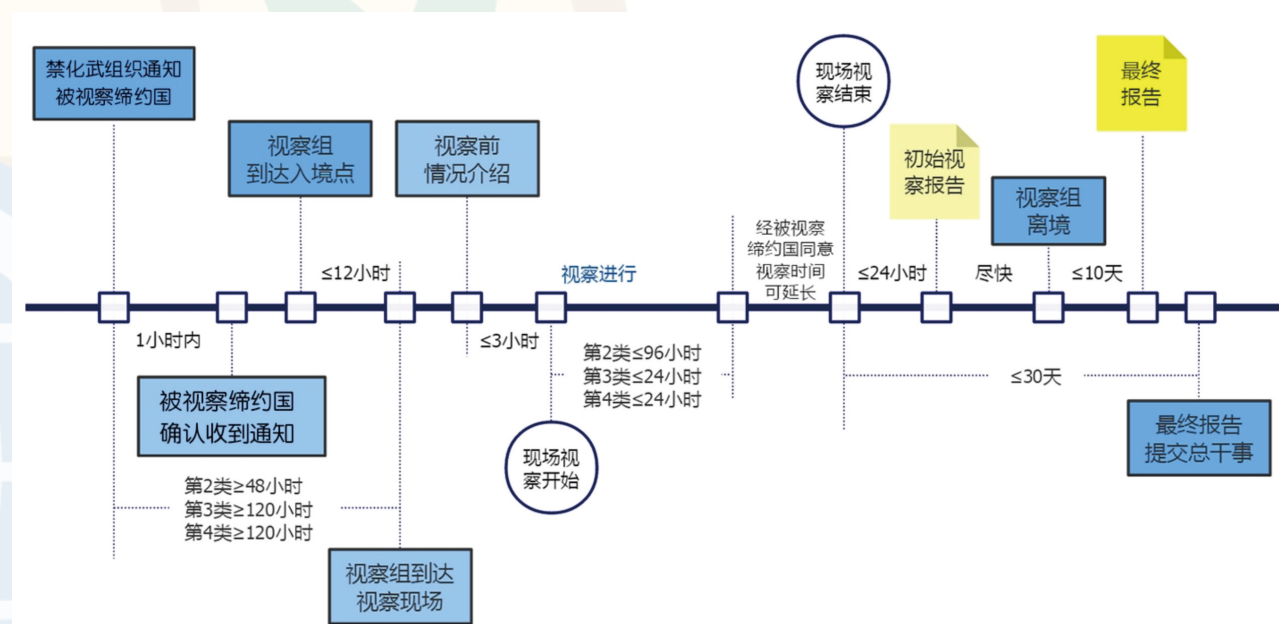 禁化武组织通知
被视察缔约国
视察组
到达入境点
视察前
情况介绍
现场视
察结束
初始视
察报告
最终
报告
视察组
离境
≤12小时
视察进行
经被视察
缔约国同意
视察时间
可延长
≤24小时
尽快
≤10天
1小时内
≤3小时
第2类≤96小时
第3类≤24小时
第4类≤24小时
≤30天
被视察缔约国
确认收到通知
现场视
察开始
最终报告
提交总干事
第2类≥48小时
第3类≥120小时
第4类≥120小时
视察组到达
视察现场